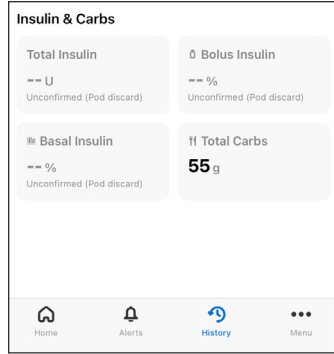 Insulin & Carbs
Total Insulin
-- U
Unconfirmed (Pod discard)
Bolus Insulin
-- %
Unconfirmed (Pod discard)
Basal Insulin
-- %
Unconfirmed (Pod discard)
Total Carbs
55 g
Home
Alerts
History
Menu